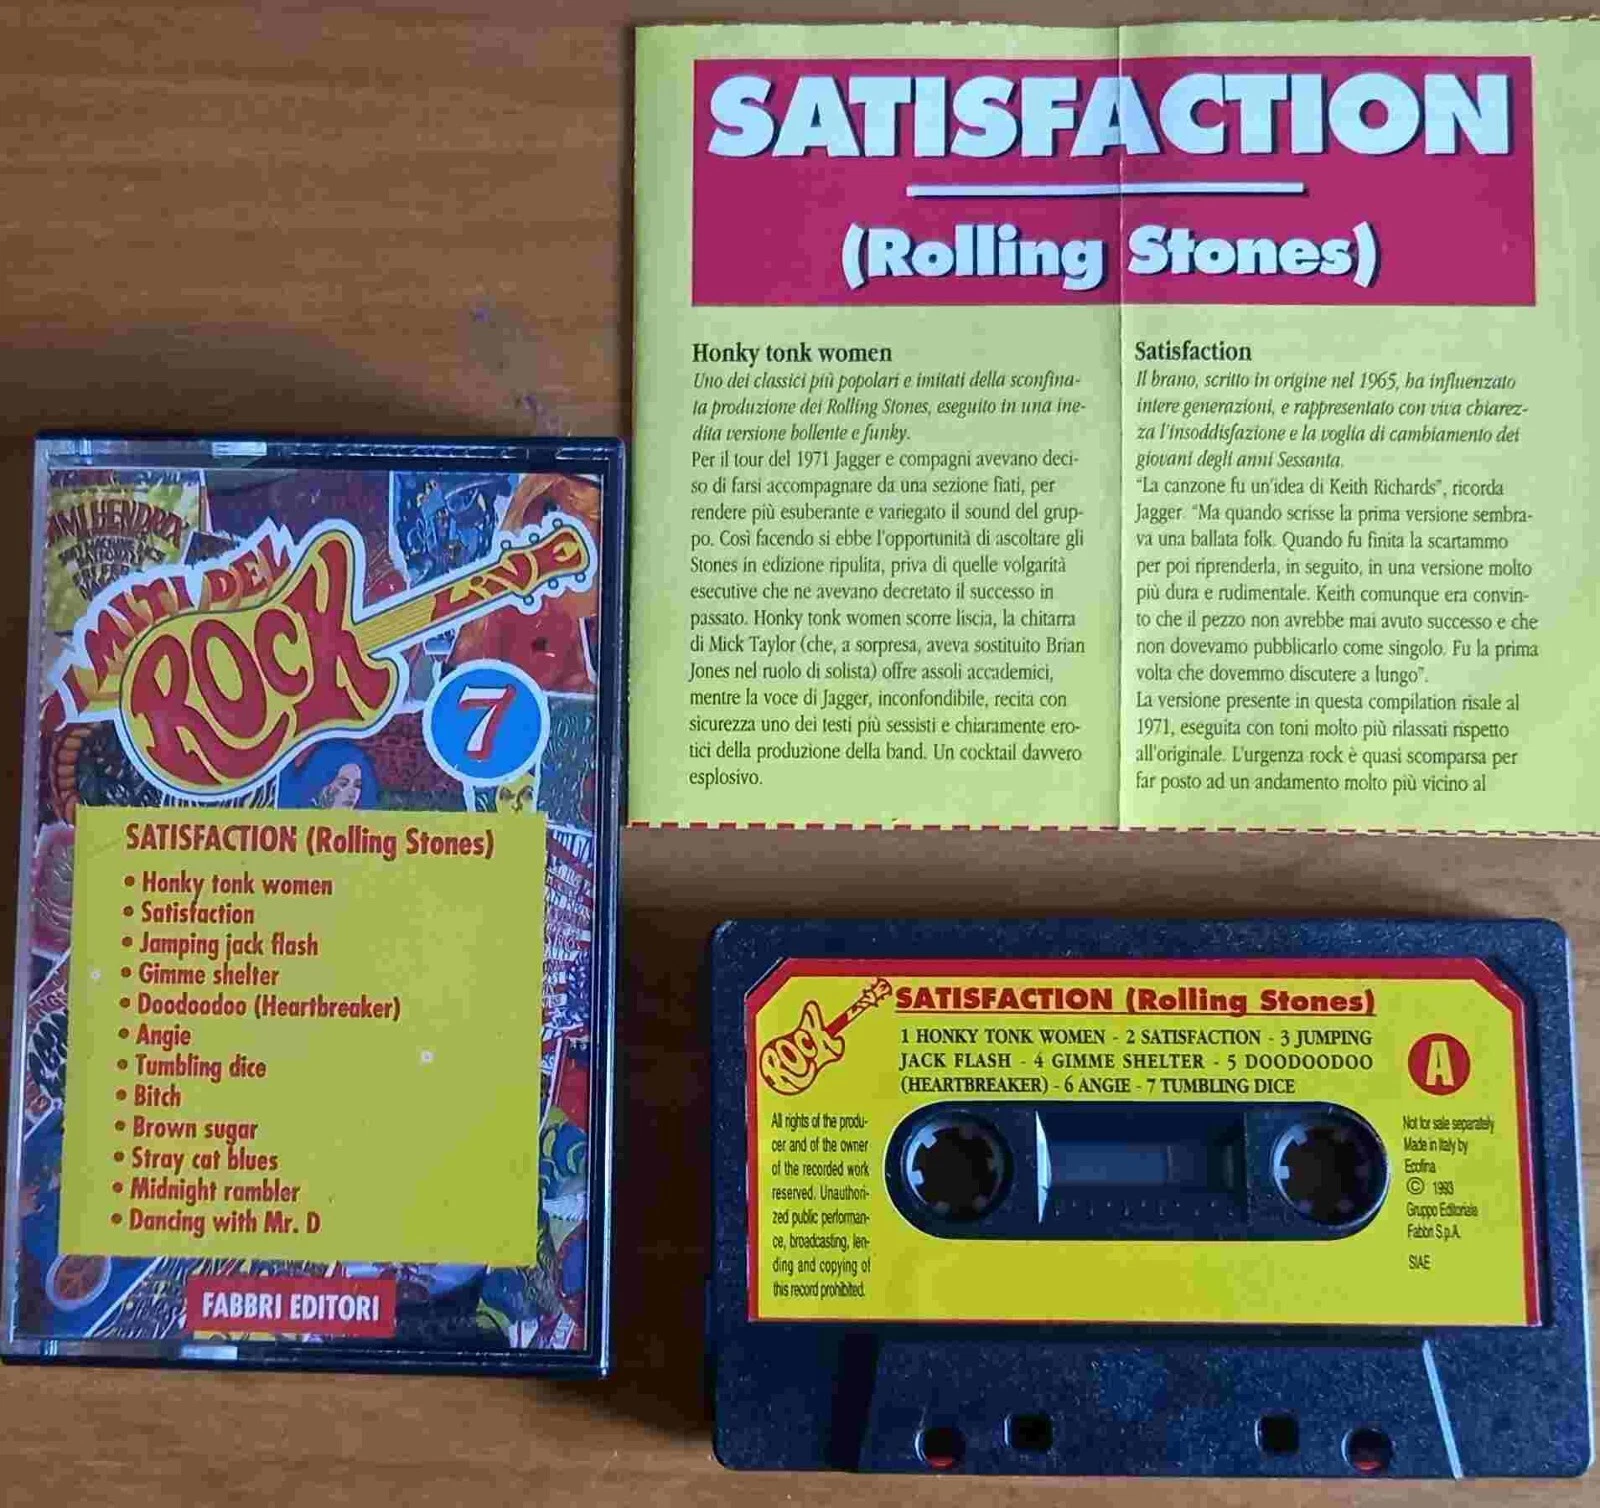 SATISFACTION
(Rolling Stones)
Honky tonk women
Uno dei classici più popolari e imitati della sconfina-
ta produzione dei Rolling Stones, eseguito in una ine-
dita versione bollente e funky.
Per il tour del 1971 Jagger e compagni avevano deci-
so di farsi accompagnare da una sezione fiati, per
rendere più esuberante e variegato il sound del grup-
po. Così facendo si ebbe l'opportunità di ascoltare gli
Stones in edizione ripulita, priva di quelle volgarità
esecutive che ne avevano decretato il successo in
passato. Honky tonk women scorre liscia, la chitarra
di Mick Taylor (che, a sorpresa, aveva sostituito Brian
Jones nel ruolo di solista) offre assoli accademici,
mentre la voce di Jagger, inconfondibile, recita con
sicurezza uno dei testi più sessisti e chiaramente ero-
tici della produzione della band. Un cocktail davvero
esplosivo.
Satisfaction
Il brano, scritto in origine nel 1965, ha influenzato
intere generazioni, e rappresentato con viva chiarez-
za l'insoddisfazione e la voglia di cambiamento dei
giovani degli anni Sessanta.
"La canzone fu un'idea di Keith Richards", ricorda
Jagger. "Ma quando scrisse la prima versione sembra-
va una ballata folk. Quando fu finita la scartammo
per poi riprenderla, in seguito, in una versione molto
più dura e rudimentale. Keith comunque era convin-
to che il pezzo non avrebbe mai avuto successo e che
non dovevamo pubblicarlo come singolo. Fu la prima
volta che dovemmo discutere a lungo".
La versione presente in questa compilation risale al
1971, eseguita con toni molto più rilassati rispetto
all'originale. L'urgenza rock è quasi scomparsa per
far posto ad un andamento molto più vicino al
HENDRIX
MITI DEL
ROCK
LIVE
7
SATISFACTION (Rolling Stones)
• Honky tonk women
• Satisfaction
• Jamping jack flash
• Gimme shelter
• Doodoodoo (Heartbreaker)
• Angie
• Tumbling dice
• Bitch
• Brown sugar
• Stray cat blues
• Midnight rambler
• Dancing with Mr. D
FABBRI EDITORI
ROCK LIVE
SATISFACTION (Rolling Stones)
1 HONKY TONK WOMEN - 2 SATISFACTION - 3 JUMPING
JACK FLASH - 4 GIMME SHELTER - 5 DOODOODOO
(HEARTBREAKER) - 6 ANGIE - 7 TUMBLING DICE
A
All rights of the produ-
cer and of the owner
of the recorded work
reserved. Unauthori-
zed public performan-
ce, broadcasting, len-
ding and copying of
this record prohibited.
Not for sale separately
Made in Italy by
Ecofina
© 1993
Gruppo Editoriale
Fabbri S.p.A.
SIAE